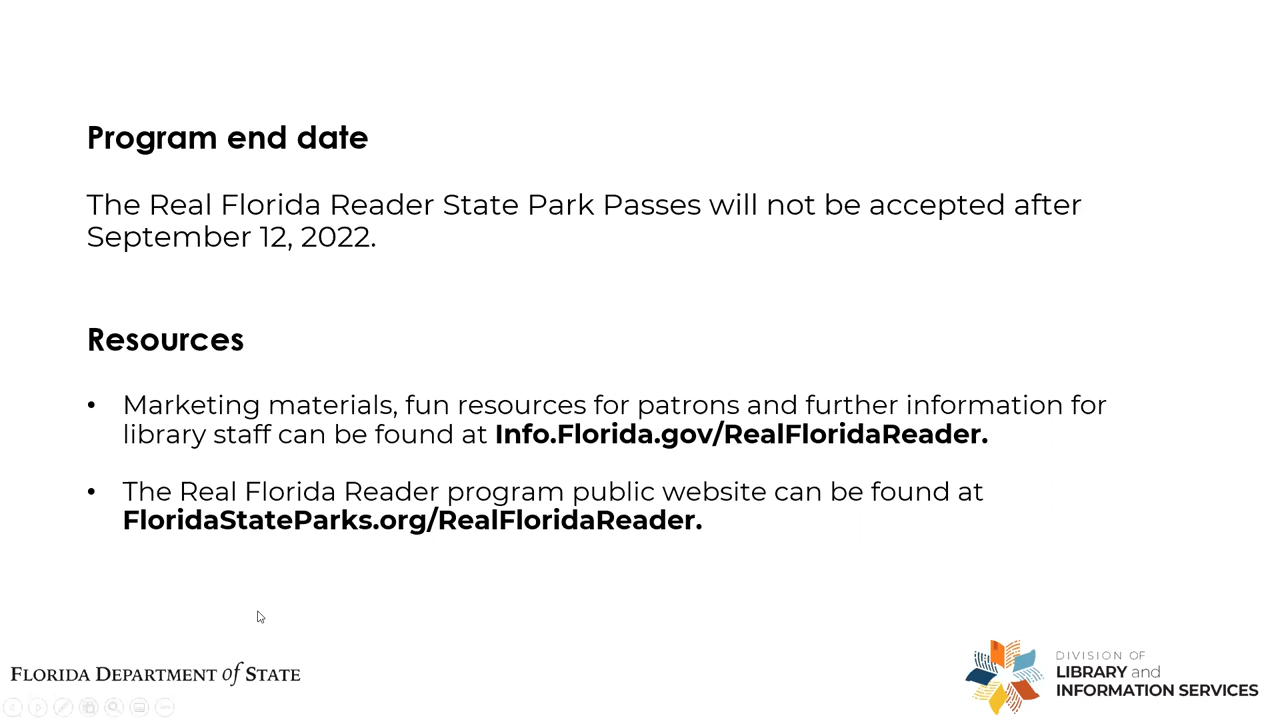 Program end date
The Real Florida Reader State Park Passes will not be accepted after
September 12, 2022.
Resources
• Marketing materials, fun resources for patrons and further information for
library staff can be found at Info.Florida.gov/RealFloridaReader.
• The Real Florida Reader program public website can be found at
FloridaStateParks.org/RealFloridaReader.
FLORIDA DEPARTMENT of STATE
DIVISION OF
LIBRARY and
INFORMATION SERVICES